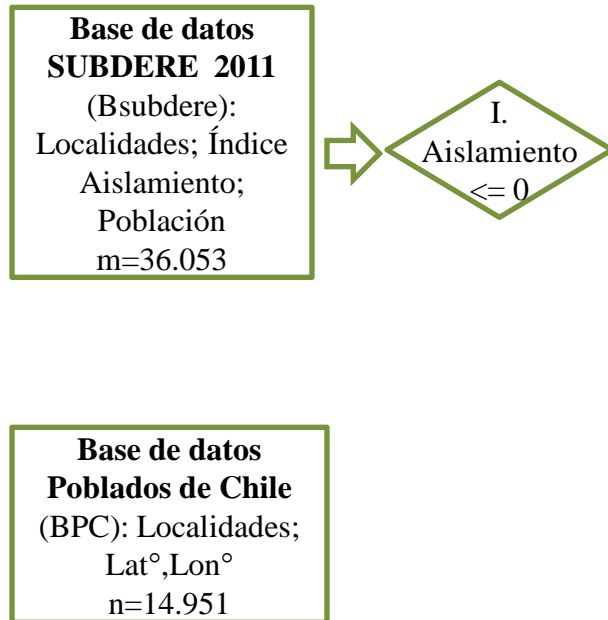 Base de datos
SUBDERE 2011
(Bsubdere):
Localidades; Índice
Aislamiento;
Población
m=36.053
I.
Aislamiento
<= 0
Base de datos
Poblados de Chile
(BPC): Localidades;
Lat°,Lon°
n=14.951